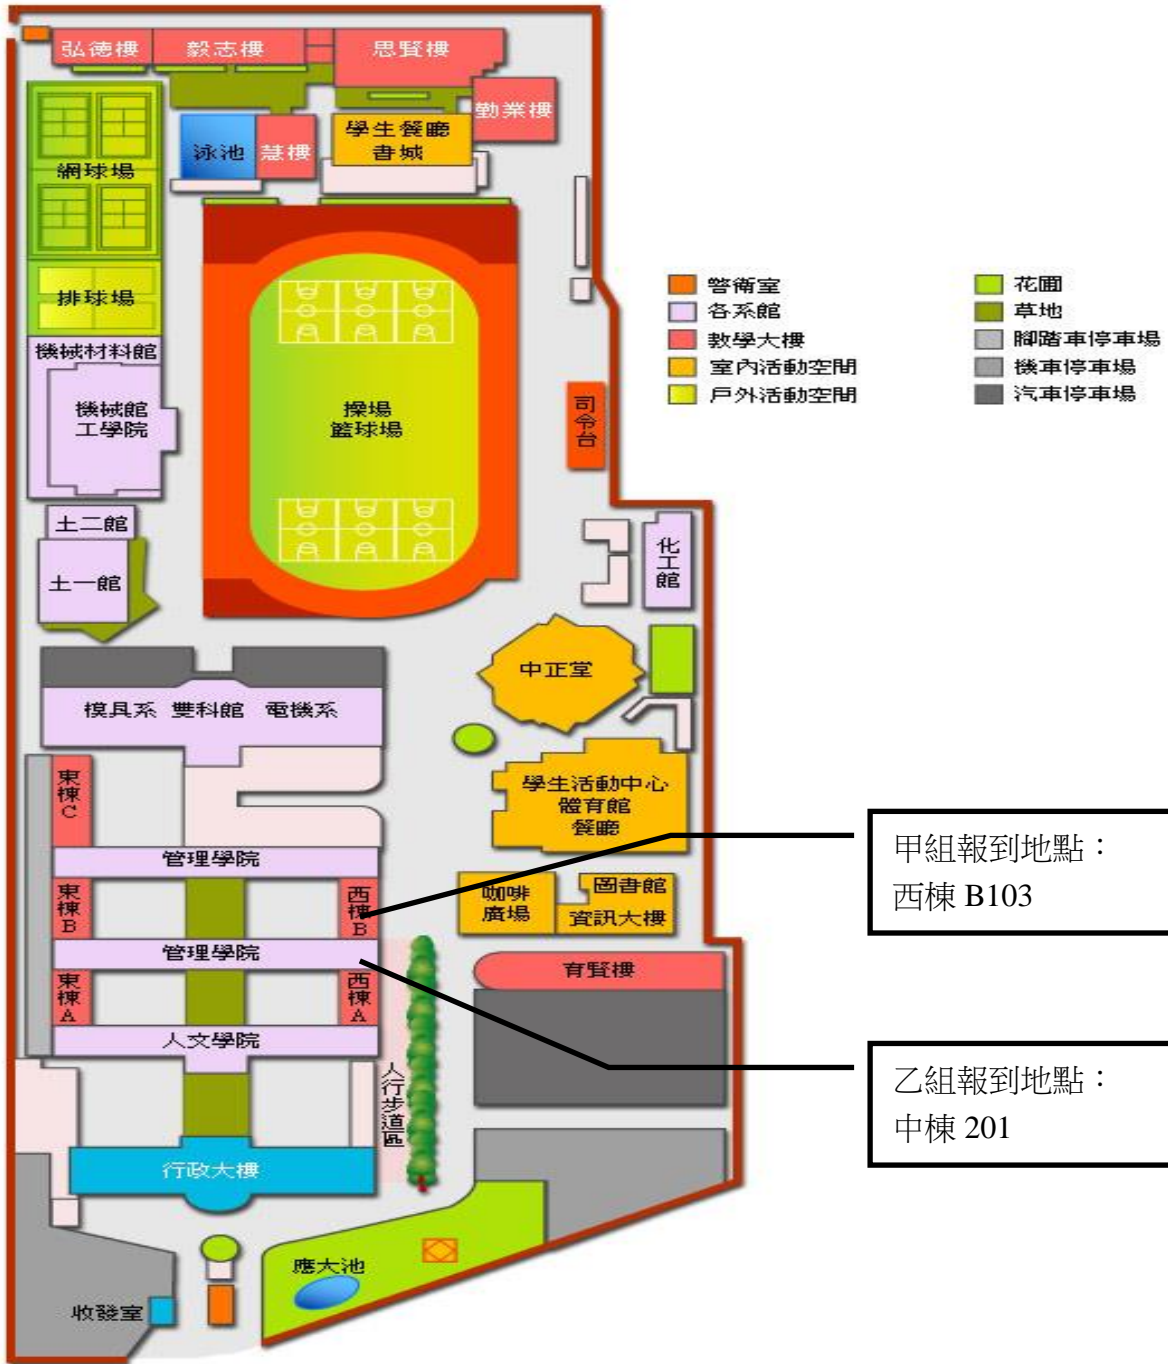 弘德樓
毅志樓
思賢樓
勤業樓
泳池
慧樓
學生餐廳
書城
網球場
排球場
機械材料館
機械館
工學院
操場
籃球場
司令台
警衛室
各系館
教學大樓
室內活動空間
戶外活動空間
花圃
草地
腳踏車停車場
機車停車場
汽車停車場
土二館
土一館
化工館
中正堂
模具系 雙科館 電機系
學生活動中心
體育館
餐廳
東棟C
管理學院
東棟B
西棟B
咖啡
廣場
圖書館
資訊大樓
管理學院
東棟A
西棟A
育賢樓
人文學院
人行步道區
行政大樓
應大池
收發室
甲組報到地點：
西棟 B103
乙組報到地點：
中棟 201